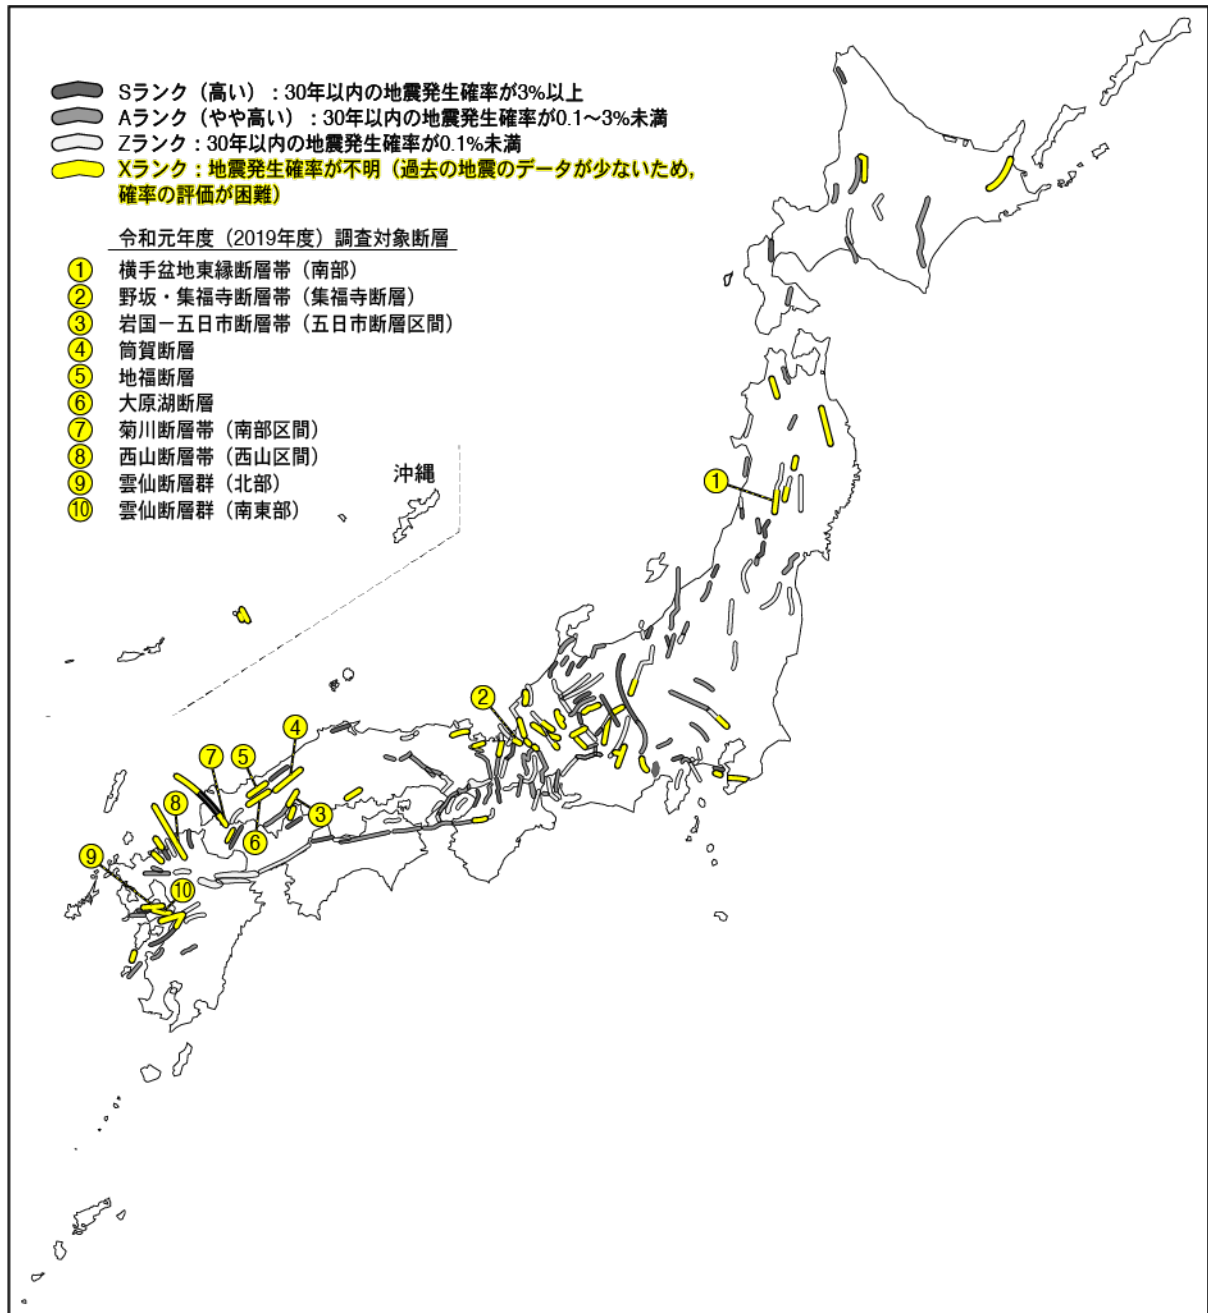 Sランク（高い）：30年以内の地震発生確率が3%以上
Aランク（やや高い）：30年以内の地震発生確率が0.1～3%未満
Zランク：30年以内の地震発生確率が0.1%未満
Xランク：地震発生確率が不明（過去の地震のデータが少ないため，
確率の評価が困難）
令和元年度（2019年度）調査対象断層
① 横手盆地東縁断層帯（南部）
② 野坂・集福寺断層帯（集福寺断層）
③ 岩国－五日市断層帯（五日市断層区間）
④ 筒賀断層
⑤ 地福断層
⑥ 大原湖断層
⑦ 菊川断層帯（南部区間）
⑧ 西山断層帯（西山区間）
⑨ 雲仙断層群（北部）
⑩ 雲仙断層群（南東部）
沖縄
①
②
④
⑦
⑤
⑧
③
⑥
⑨
⑩